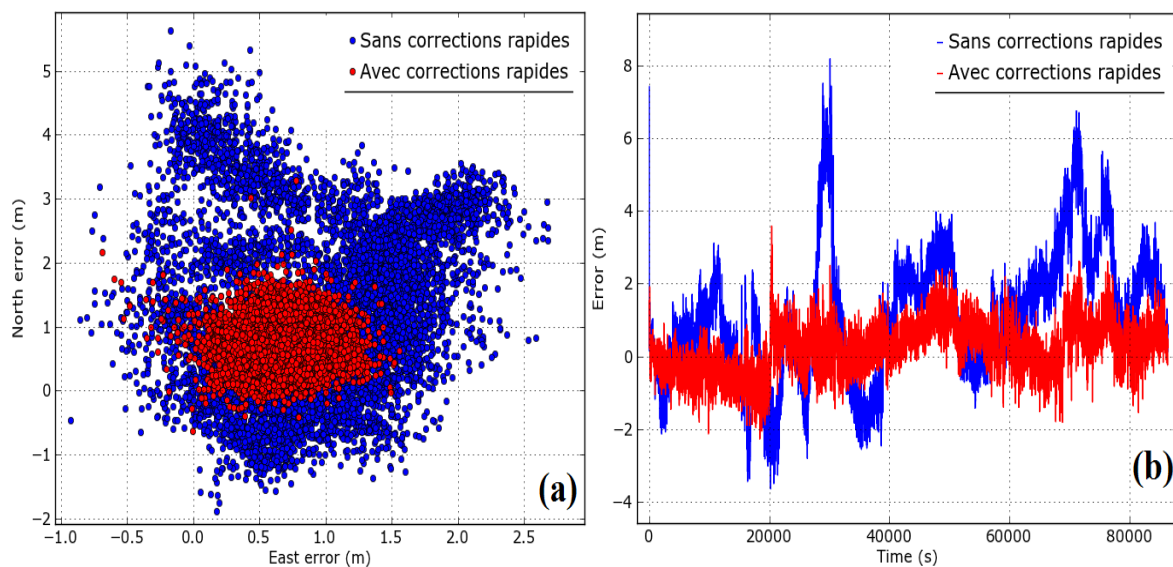 Sans corrections rapides
Avec corrections rapides
North error (m)
5
4
3
2
1
0
−1
−2
−1.0 −0.5 0.0 0.5 1.0 1.5 2.0 2.5
East error (m)
(a)
Sans corrections rapides
Avec corrections rapides
Error (m)
8
6
4
2
0
−2
−4
0 20000 40000 60000 80000
Time (s)
(b)